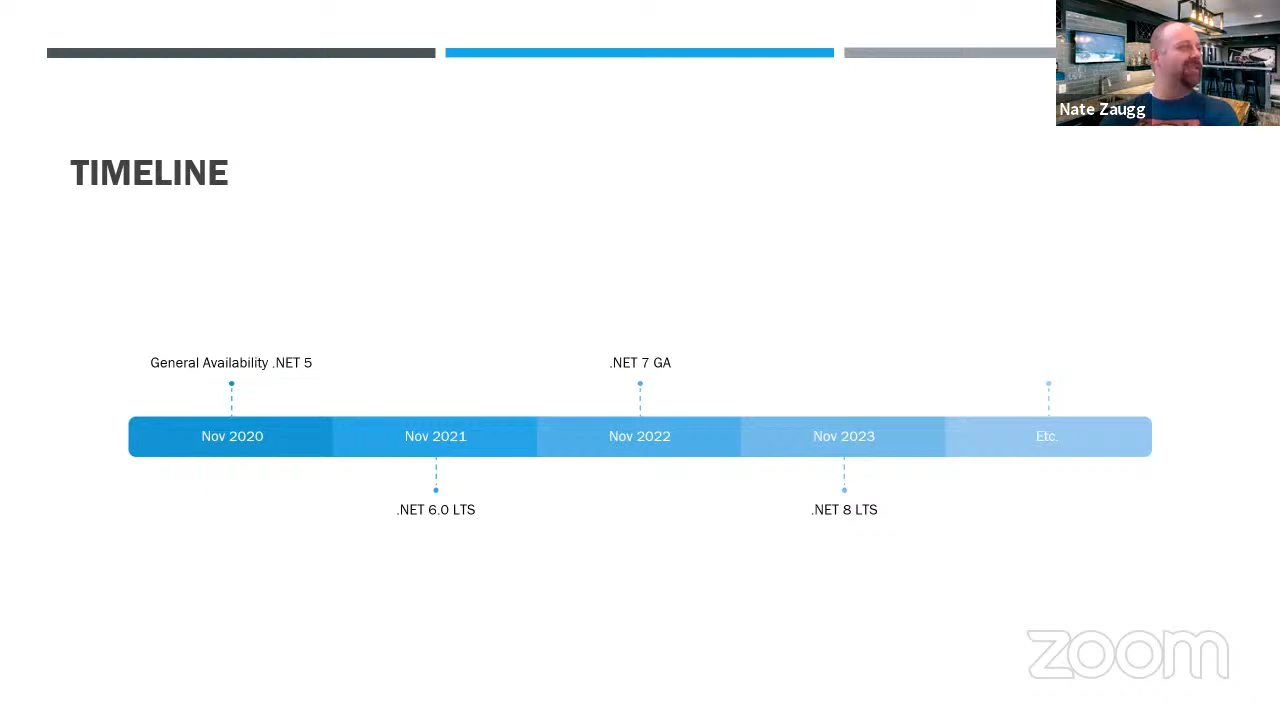 Nate Zaugg
TIMELINE
General Availability .NET 5
.NET 7 GA
Nov 2020
Nov 2021
Nov 2022
Nov 2023
Etc.
.NET 6.0 LTS
.NET 8 LTS
zoom